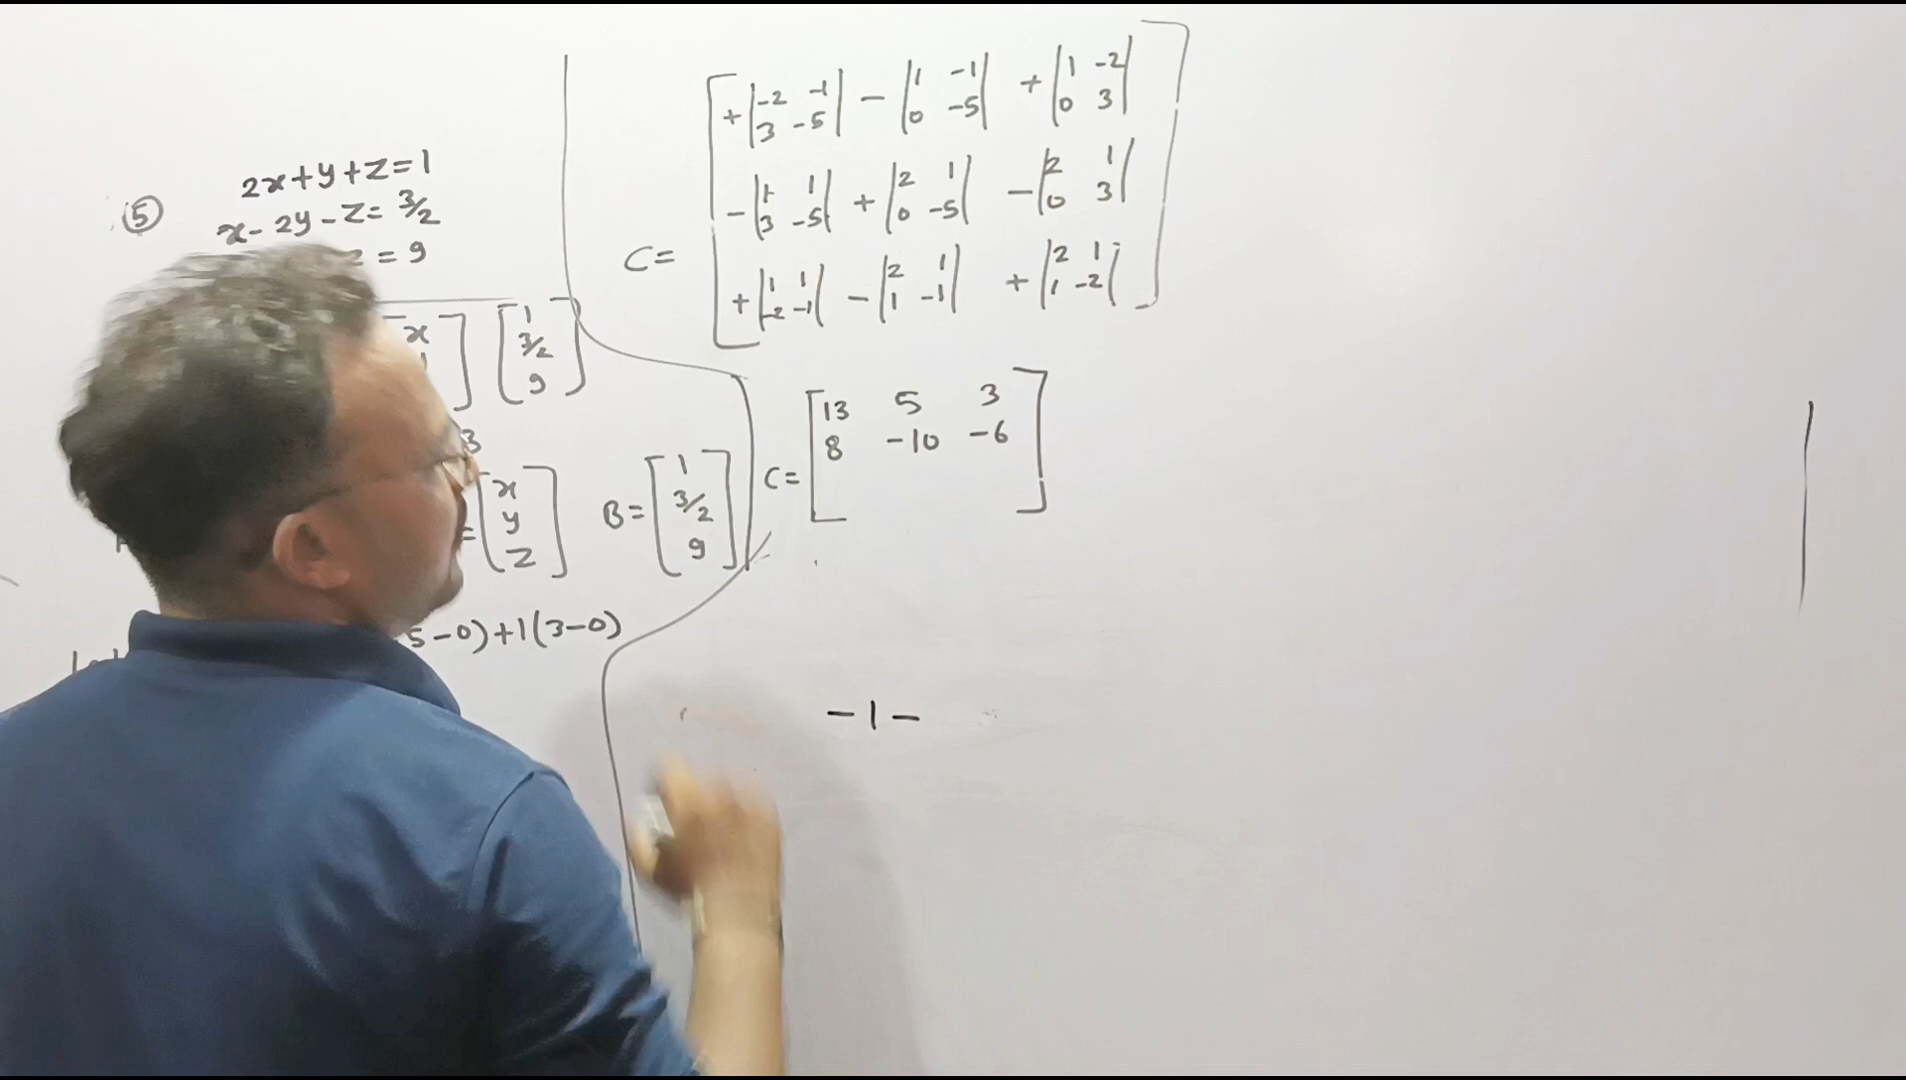 ⑤ 2x+y+z=1
x-2y-z=3/2
z=9
x
1
3/2
9
3
= x y z
B= 1 3/2 9
5-0)+1(3-0)
C=
+|-2 -1| -|1 -1| +|1 -2|
|3 -5| |0 -5| |0 3|
-|1 1| +|2 1| -|2 1|
|3 -5| |0 -5| |0 3|
+|1 1| -|2 1| +|2 1|
|-2 -1| |1 -1| |1 -2|
C=
13 5 3
8 -10 -6
-1-